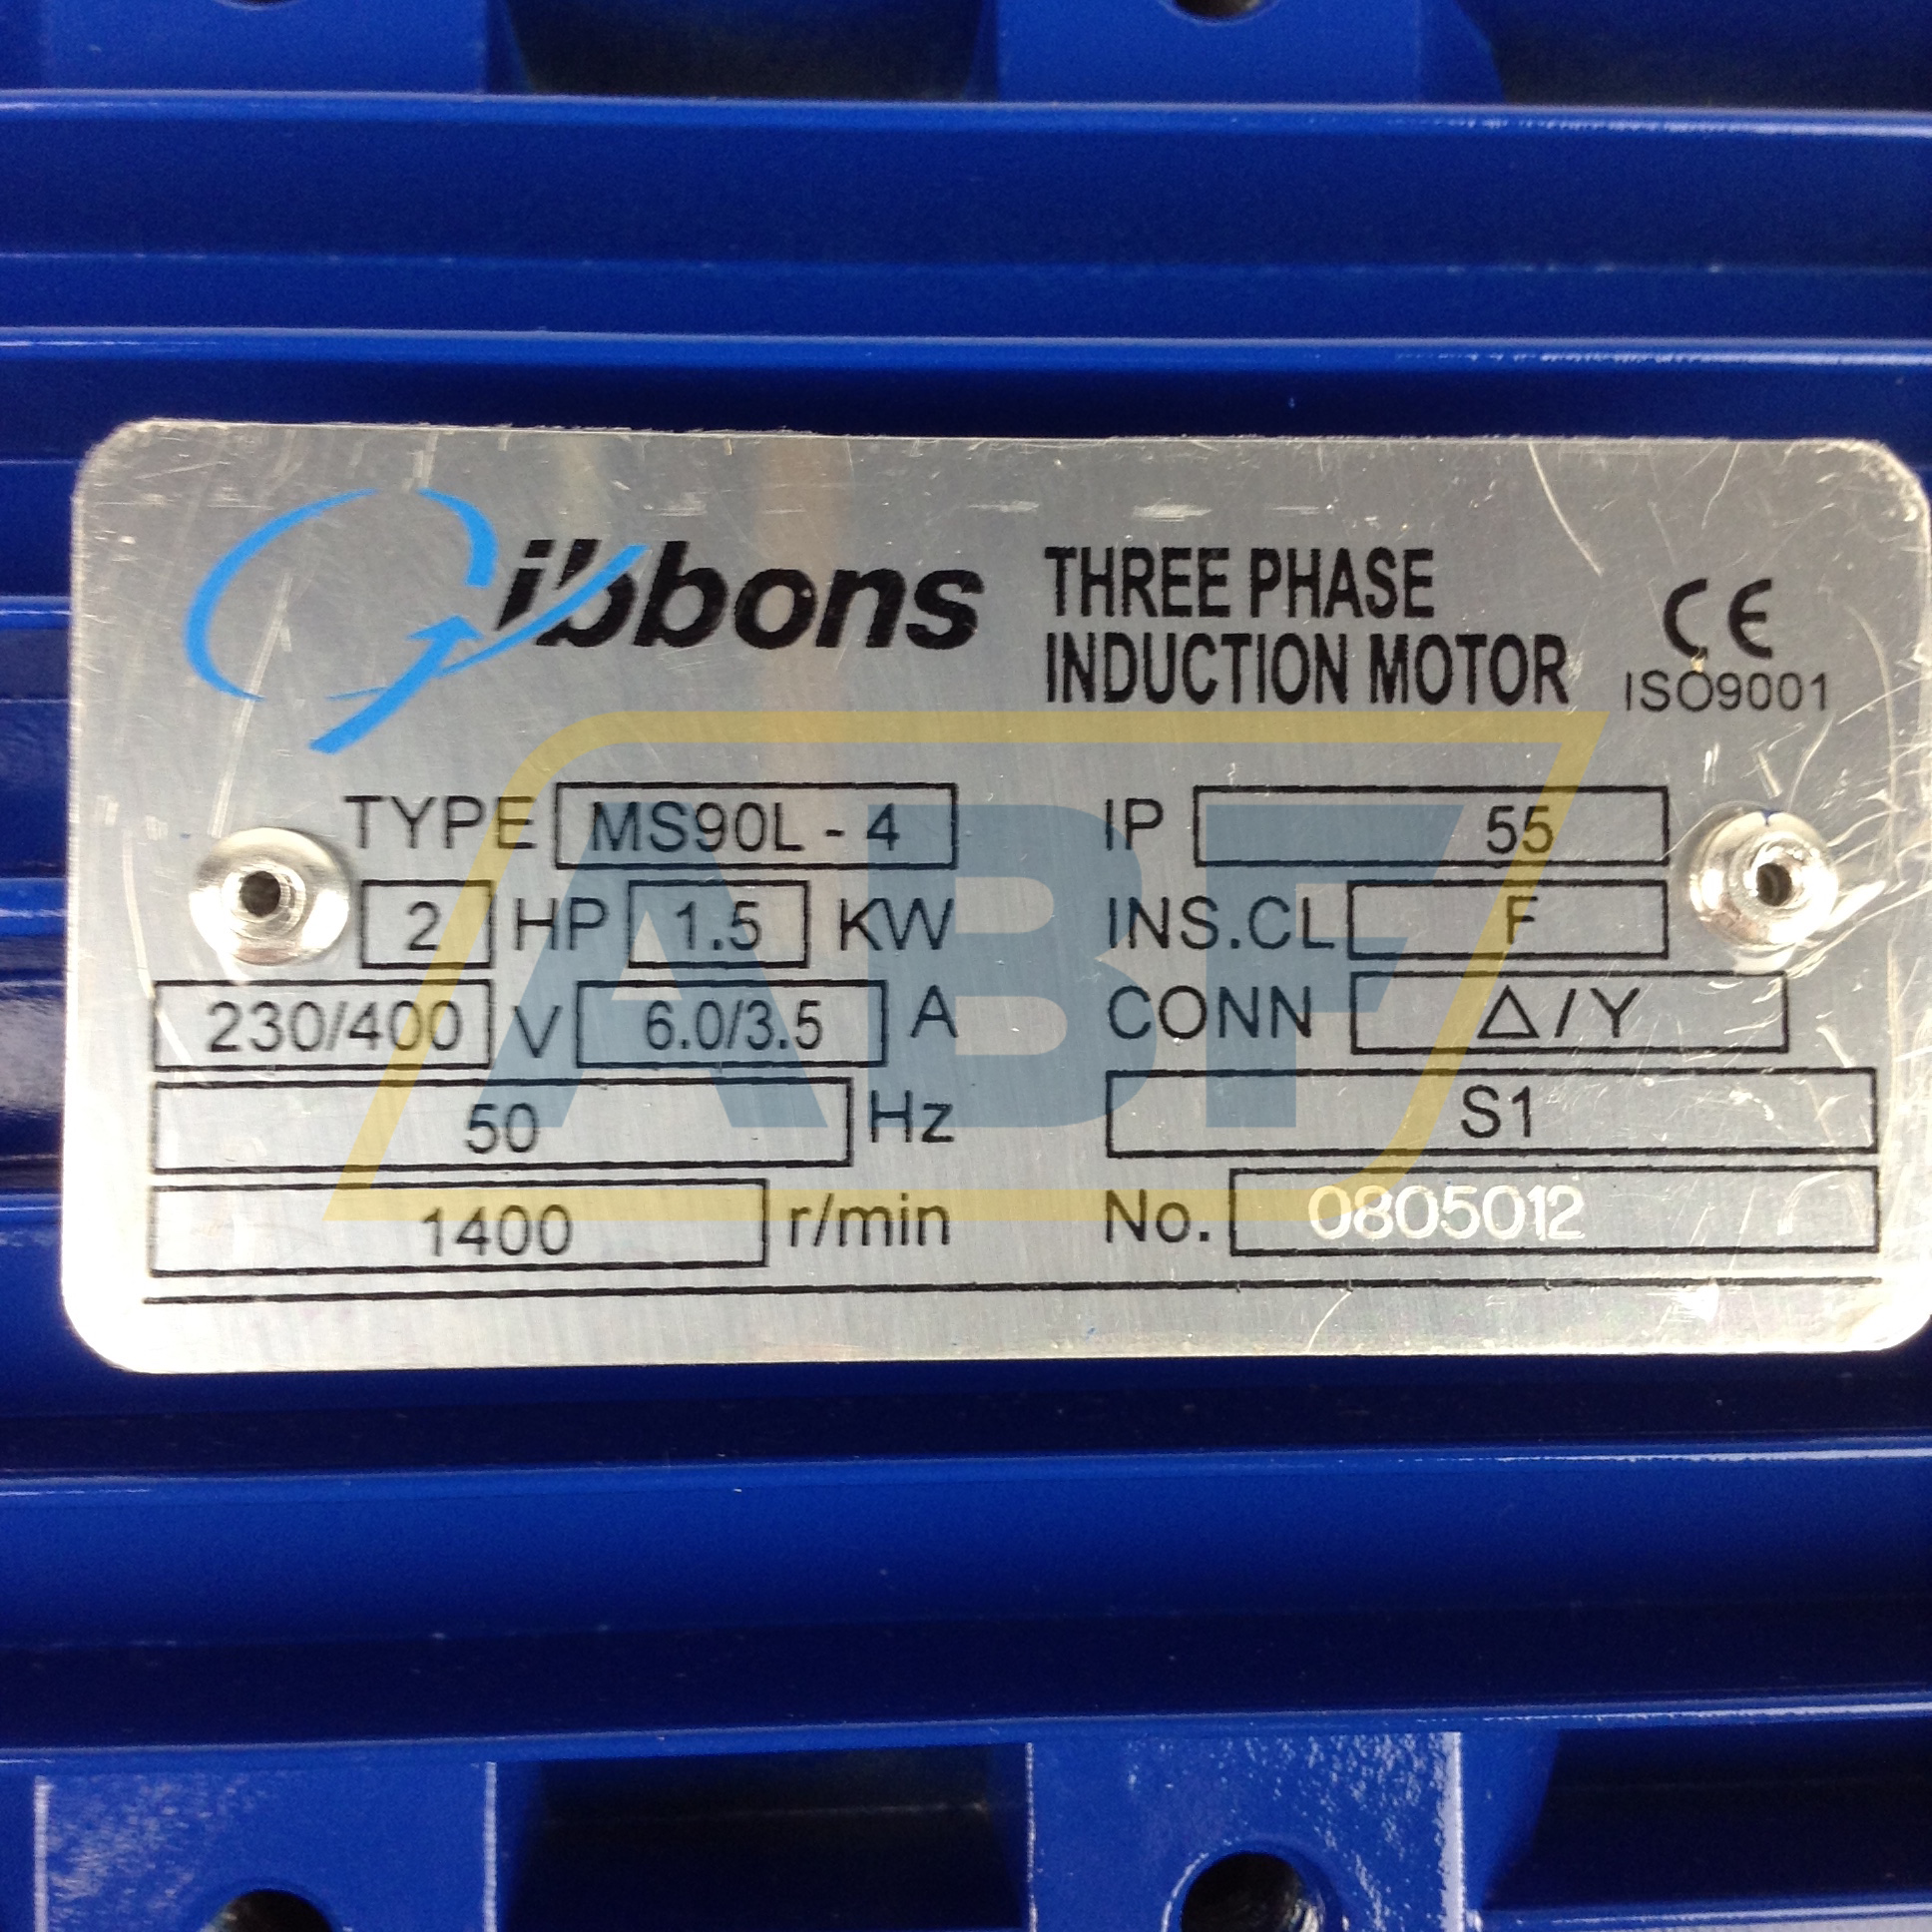 Gibbons THREE PHASE
INDUCTION MOTOR
CE
ISO9001
TYPE MS90L - 4 IP 55
2 HP 1.5 KW INS.CL F
230/400 V 6.0/3.5 A CONN △/Y
50 Hz S1
1400 r/min No. 0805012
ABF